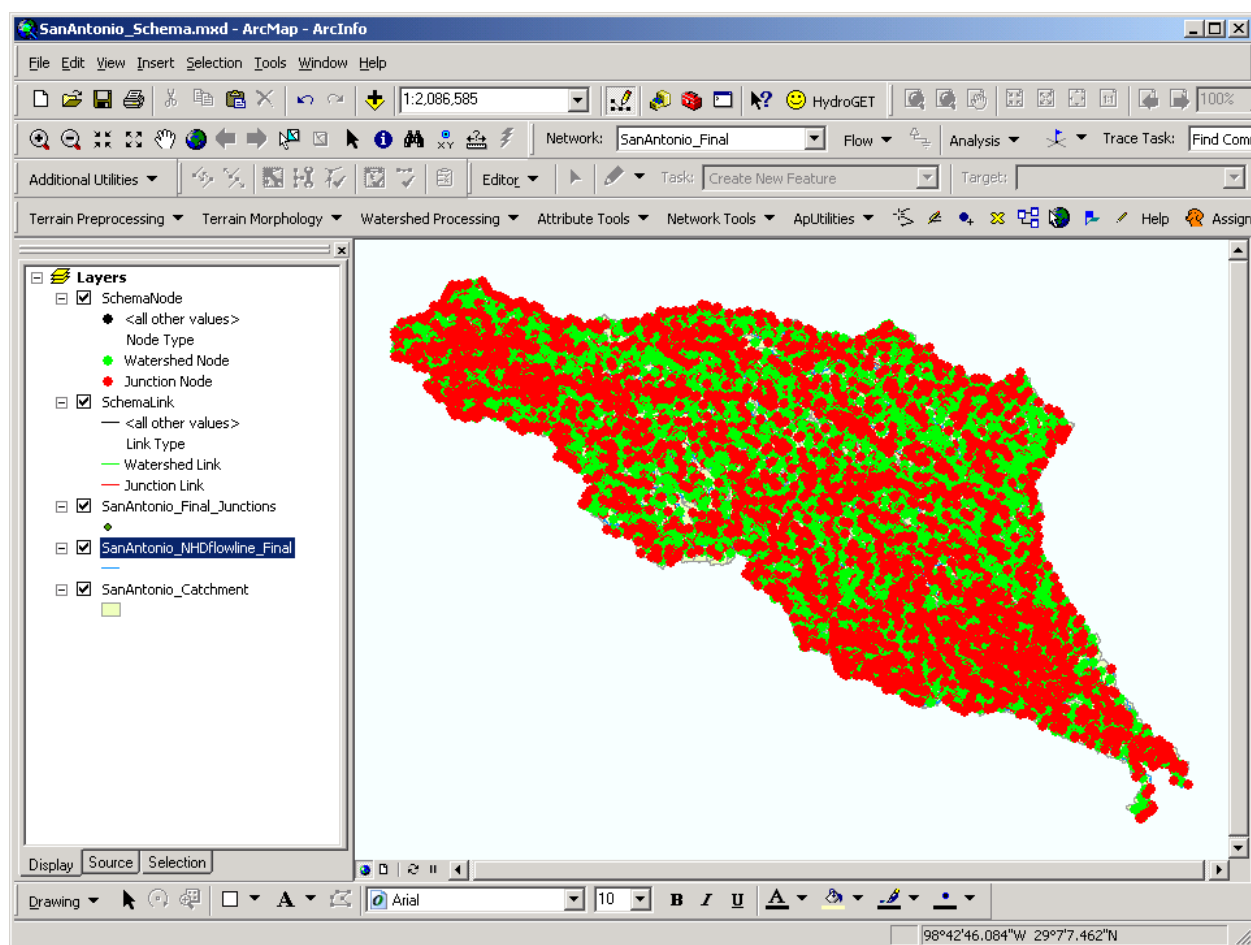 SanAntonio_Schema.mxd - ArcMap - ArcInfo
File Edit View Insert Selection Tools Window Help
1:2,086,585 HydroGET 100%
Network: SanAntonio_Final Flow Analysis Trace Task: Find Com
Additional Utilities Editor Task: Create New Feature Target:
Terrain Preprocessing Terrain Morphology Watershed Processing Attribute Tools Network Tools ApUtilities Help Assign
Layers
SchemaNode
<all other values>
Node Type
Watershed Node
Junction Node
SchemaLink
<all other values>
Link Type
Watershed Link
Junction Link
SanAntonio_Final_Junctions
SanAntonio_NHDflowline_Final
SanAntonio_Catchment
Display Source Selection
Drawing A Arial 10 B I U A
98°42'46.084"W 29°7'7.462"N